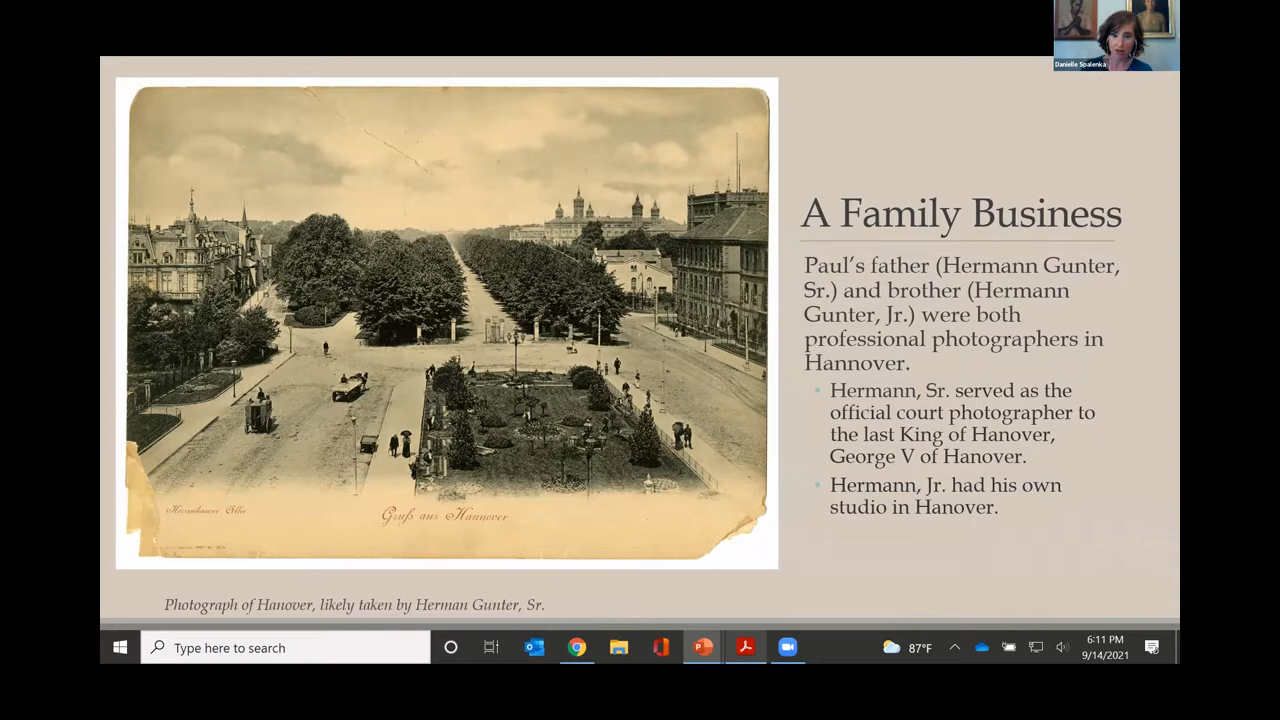 Danielle Spalenka
A Family Business
Paul's father (Hermann Gunter,
Sr.) and brother (Hermann
Gunter, Jr.) were both
professional photographers in
Hannover.
Hermann, Sr. served as the
official court photographer to
the last King of Hanover,
George V of Hanover.
Hermann, Jr. had his own
studio in Hanover.
Herrenhäuser Allee
Gruß aus Hannover
Photograph of Hanover, likely taken by Herman Gunter, Sr.
Type here to search
87°F
6:11 PM
9/14/2021